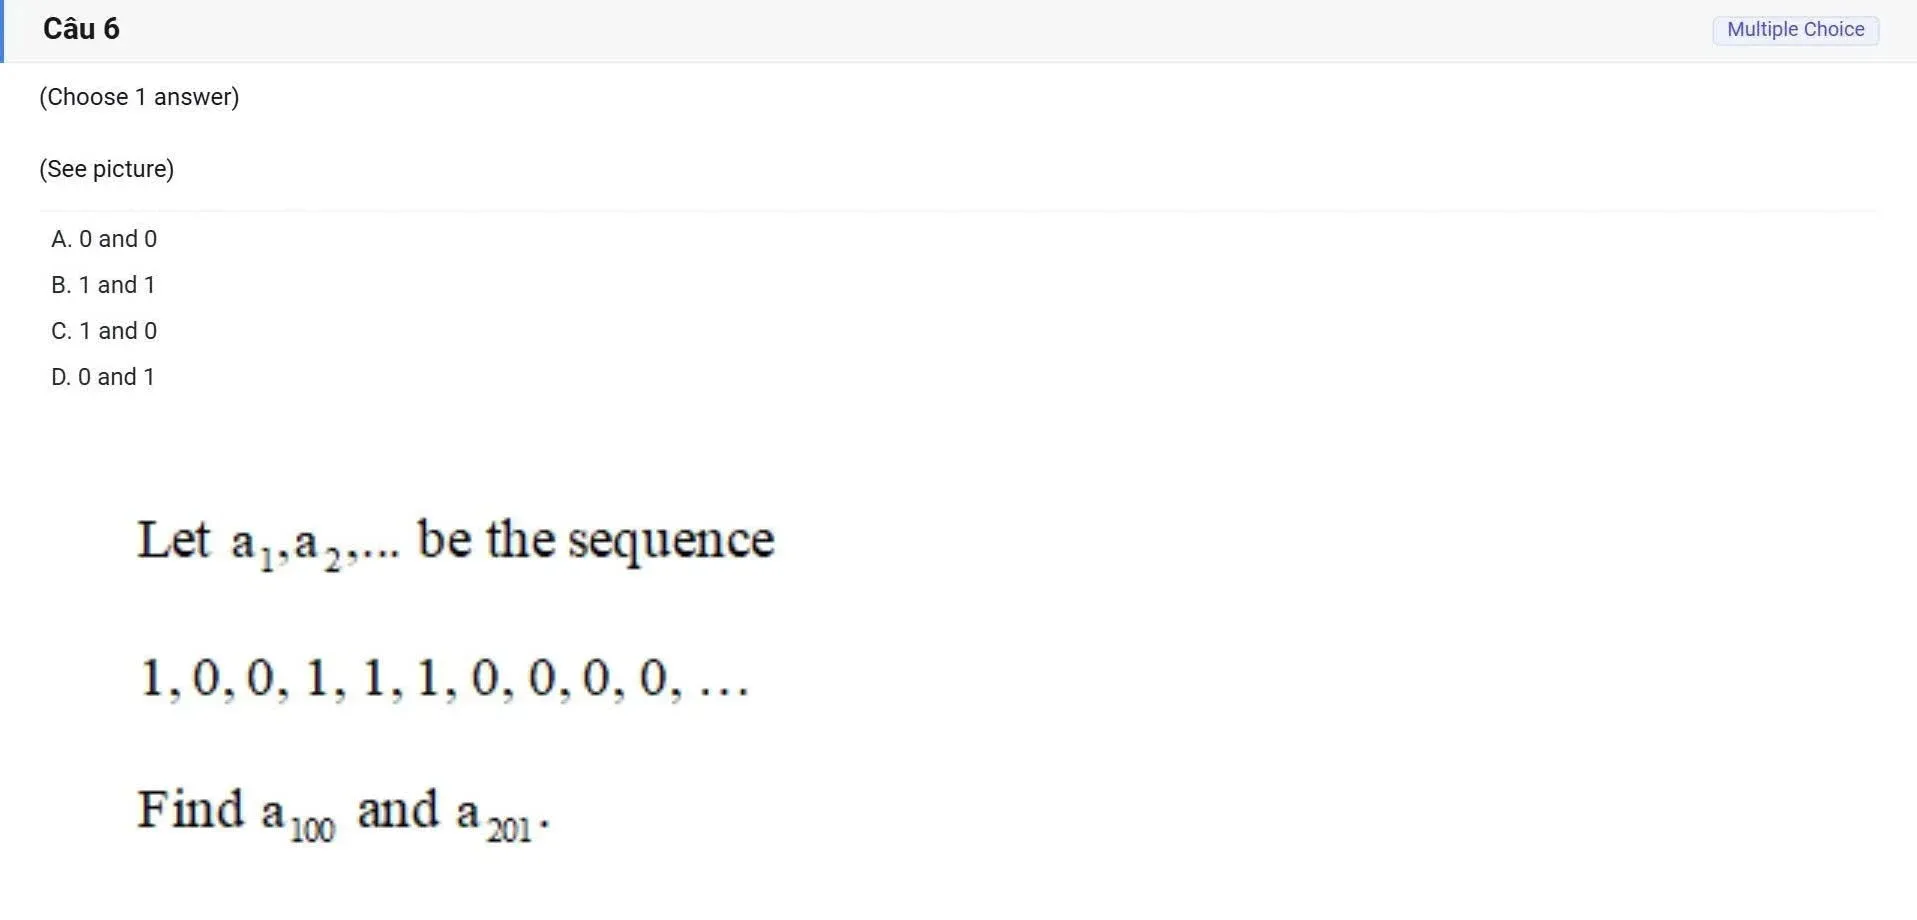 Câu 6
Multiple Choice
(Choose 1 answer)
(See picture)
A. 0 and 0
B. 1 and 1
C. 1 and 0
D. 0 and 1
Let a₁,a₂,... be the sequence
1, 0, 0, 1, 1, 1, 0, 0, 0, 0, ...
Find a₁₀₀ and a₂₀₁.